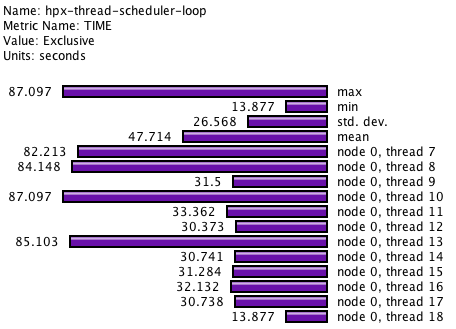 Name: hpx-thread-scheduler-loop
Metric Name: TIME
Value: Exclusive
Units: seconds
87.097 max
13.877 min
26.568 std. dev.
47.714 mean
82.213 node 0, thread 7
84.148 node 0, thread 8
31.5 node 0, thread 9
87.097 node 0, thread 10
33.362 node 0, thread 11
30.373 node 0, thread 12
85.103 node 0, thread 13
30.741 node 0, thread 14
31.284 node 0, thread 15
32.132 node 0, thread 16
30.738 node 0, thread 17
13.877 node 0, thread 18